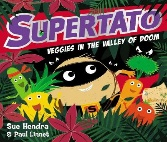 SUPERTATO
VEGGIES IN THE VALLEY OF DOOM
Sue Hendra
& Paul Linnet